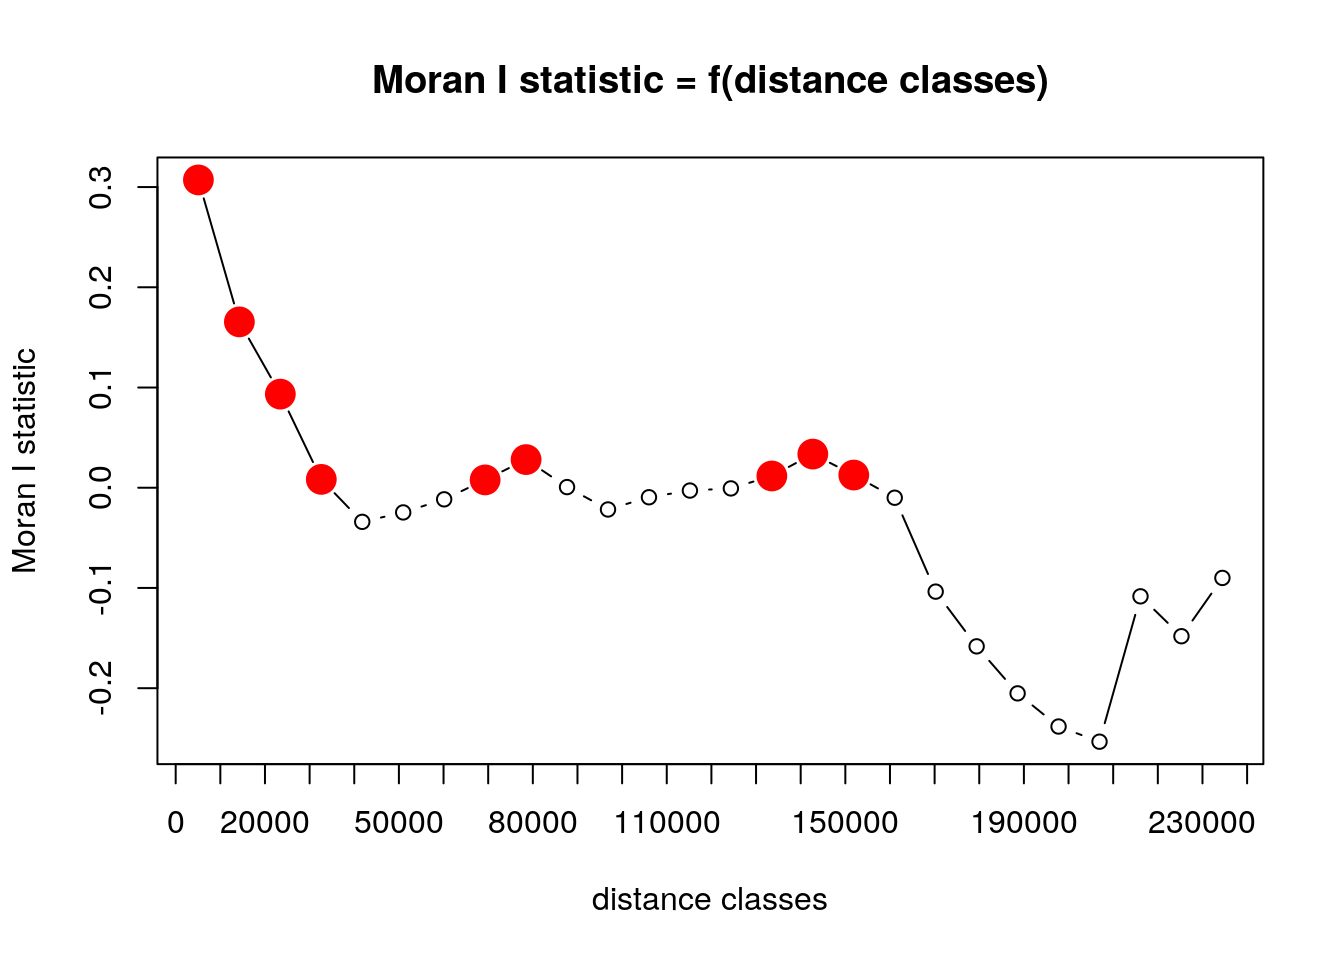 Moran I statistic = f(distance classes)
Moran I statistic
0.3
0.2
0.1
0.0
-0.1
-0.2
0 20000 50000 80000 110000 150000 190000 230000
distance classes